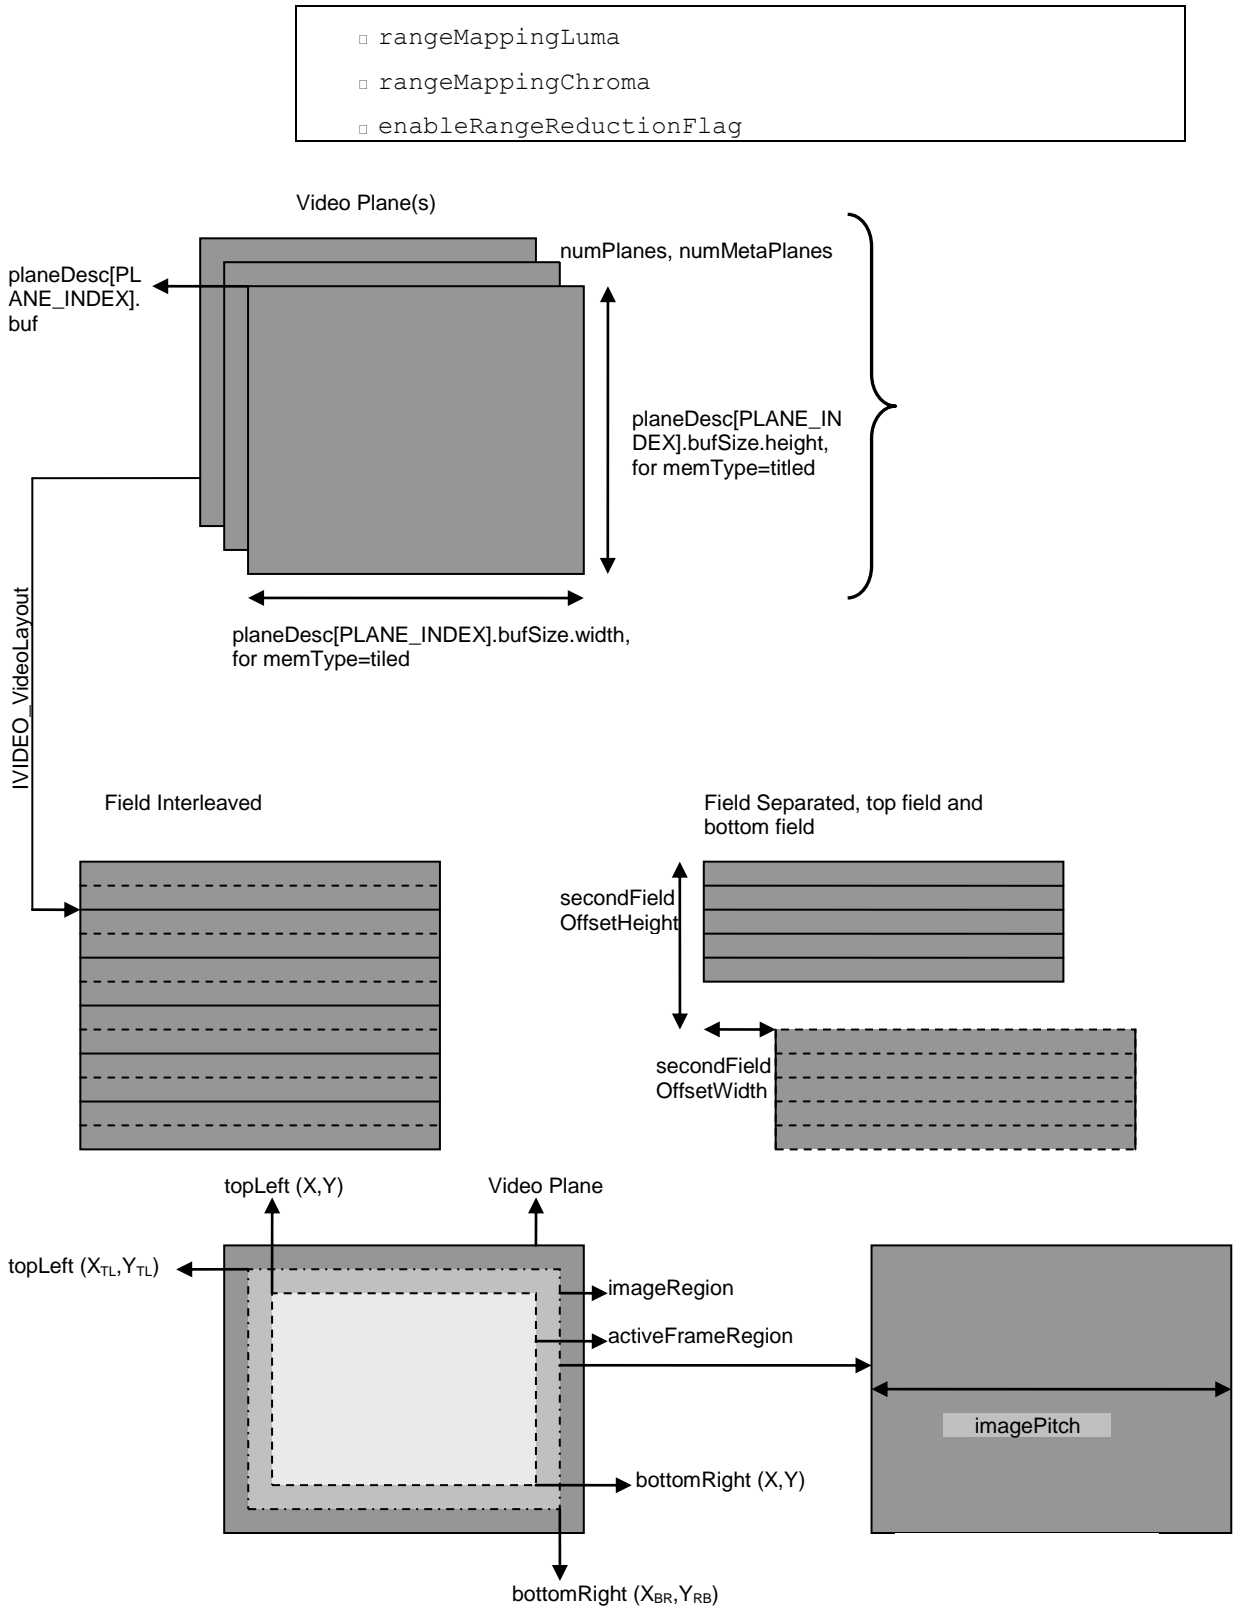 rangeMappingLuma
rangeMappingChroma
enableRangeReductionFlag
Video Plane(s)
numPlanes, numMetaPlanes
planeDesc[PL
ANE_INDEX].
buf
planeDesc[PLANE_IN
DEX].bufSize.height,
for memType=titled
planeDesc[PLANE_INDEX].bufSize.width,
for memType=tiled
IVIDEO_VideoLayout
Field Interleaved
Field Separated, top field and
bottom field
secondField
OffsetHeight
secondField
OffsetWidth
topLeft (X,Y)
Video Plane
topLeft (XTL,YTL)
imageRegion
activeFrameRegion
imagePitch
bottomRight (X,Y)
bottomRight (XBR,YRB)